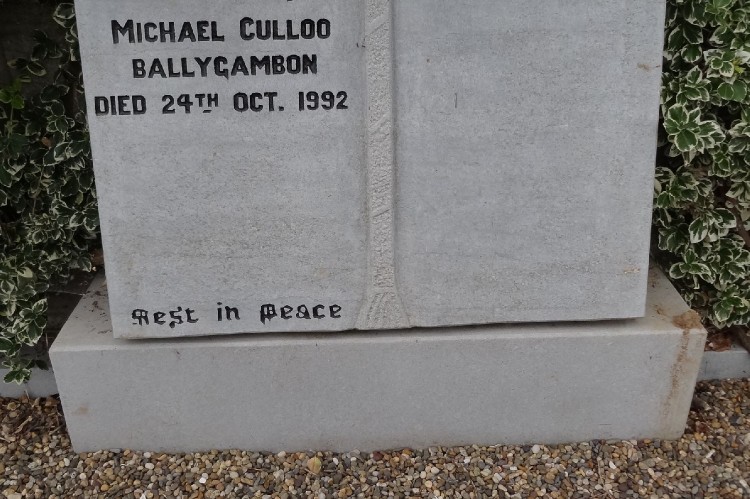 Michael Culloo
Ballygambon
Died 24th Oct. 1992
Rest in Peace